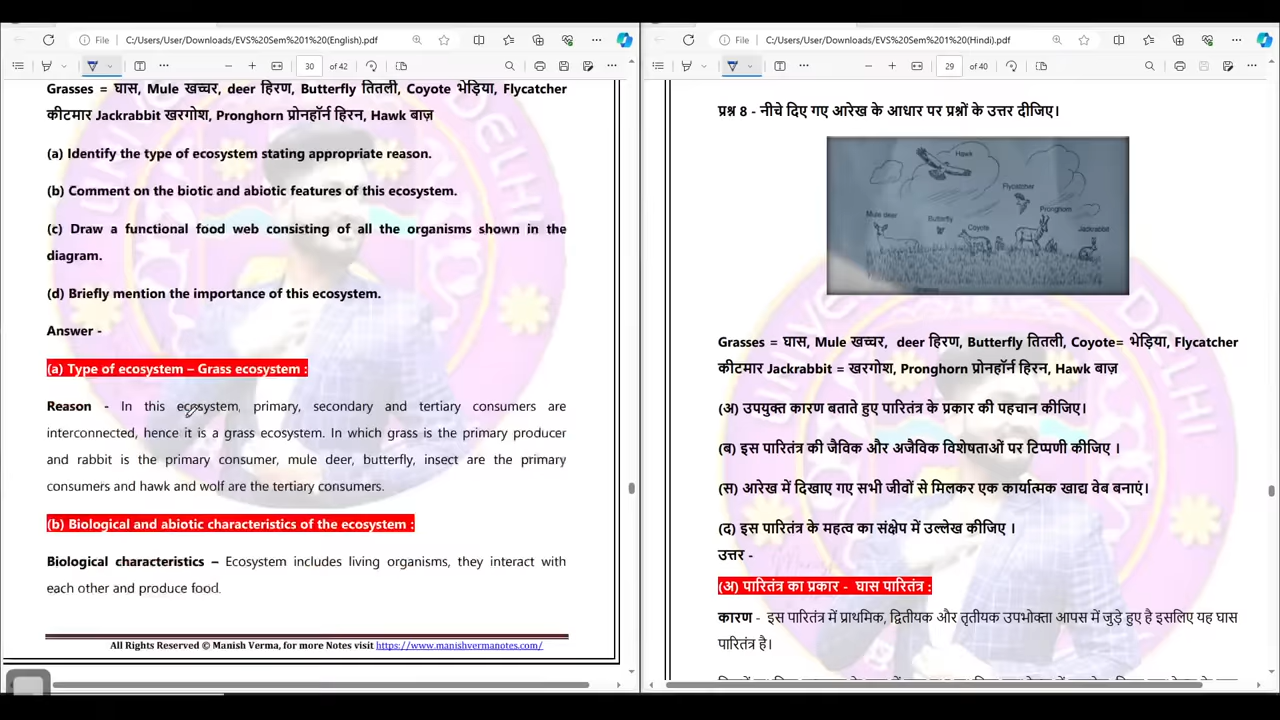 File C:/Users/User/Downloads/EVS%20Sem%201%20(English).pdf
30 of 42
Grasses = घास, Mule खच्चर, deer हिरण, Butterfly तितली, Coyote भेड़िया, Flycatcher
कीटमार Jackrabbit खरगोश, Pronghorn प्रोनहॉर्न हिरन, Hawk बाज़
(a) Identify the type of ecosystem stating appropriate reason.
(b) Comment on the biotic and abiotic features of this ecosystem.
(c) Draw a functional food web consisting of all the organisms shown in the
diagram.
(d) Briefly mention the importance of this ecosystem.
Answer -
(a) Type of ecosystem – Grass ecosystem :
Reason - In this ecosystem, primary, secondary and tertiary consumers are
interconnected, hence it is a grass ecosystem. In which grass is the primary producer
and rabbit is the primary consumer, mule deer, butterfly, insect are the primary
consumers and hawk and wolf are the tertiary consumers.
(b) Biological and abiotic characteristics of the ecosystem :
Biological characteristics – Ecosystem includes living organisms, they interact with
each other and produce food.
All Rights Reserved © Manish Verma, for more Notes visit https://www.manishvermanotes.com/
File C:/Users/User/Downloads/EVS%20Sem%201%20(Hindi).pdf
29 of 40
प्रश्न 8 - नीचे दिए गए आरेख के आधार पर प्रश्नों के उत्तर दीजिए।
Hawk
Flycatcher
Pronghorn
Mule deer
Butterfly
Coyote
Jackrabbit
Grasses = घास, Mule खच्चर, deer हिरण, Butterfly तितली, Coyote= भेड़िया, Flycatcher
कीटमार Jackrabbit = खरगोश, Pronghorn प्रोनहॉर्न हिरन, Hawk बाज़
(अ) उपयुक्त कारण बताते हुए पारितंत्र के प्रकार की पहचान कीजिए।
(ब) इस पारितंत्र की जैविक और अजैविक विशेषताओं पर टिप्पणी कीजिए ।
(स) आरेख में दिखाए गए सभी जीवों से मिलकर एक कार्यात्मक खाद्य वेब बनाएं।
(द) इस पारितंत्र के महत्व का संक्षेप में उल्लेख कीजिए ।
उत्तर -
(अ) पारितंत्र का प्रकार - घास पारितंत्र :
कारण - इस पारितंत्र में प्राथमिक, द्वितीयक और तृतीयक उपभोक्ता आपस में जुड़े हुए है इसलिए यह घास
पारितंत्र है।